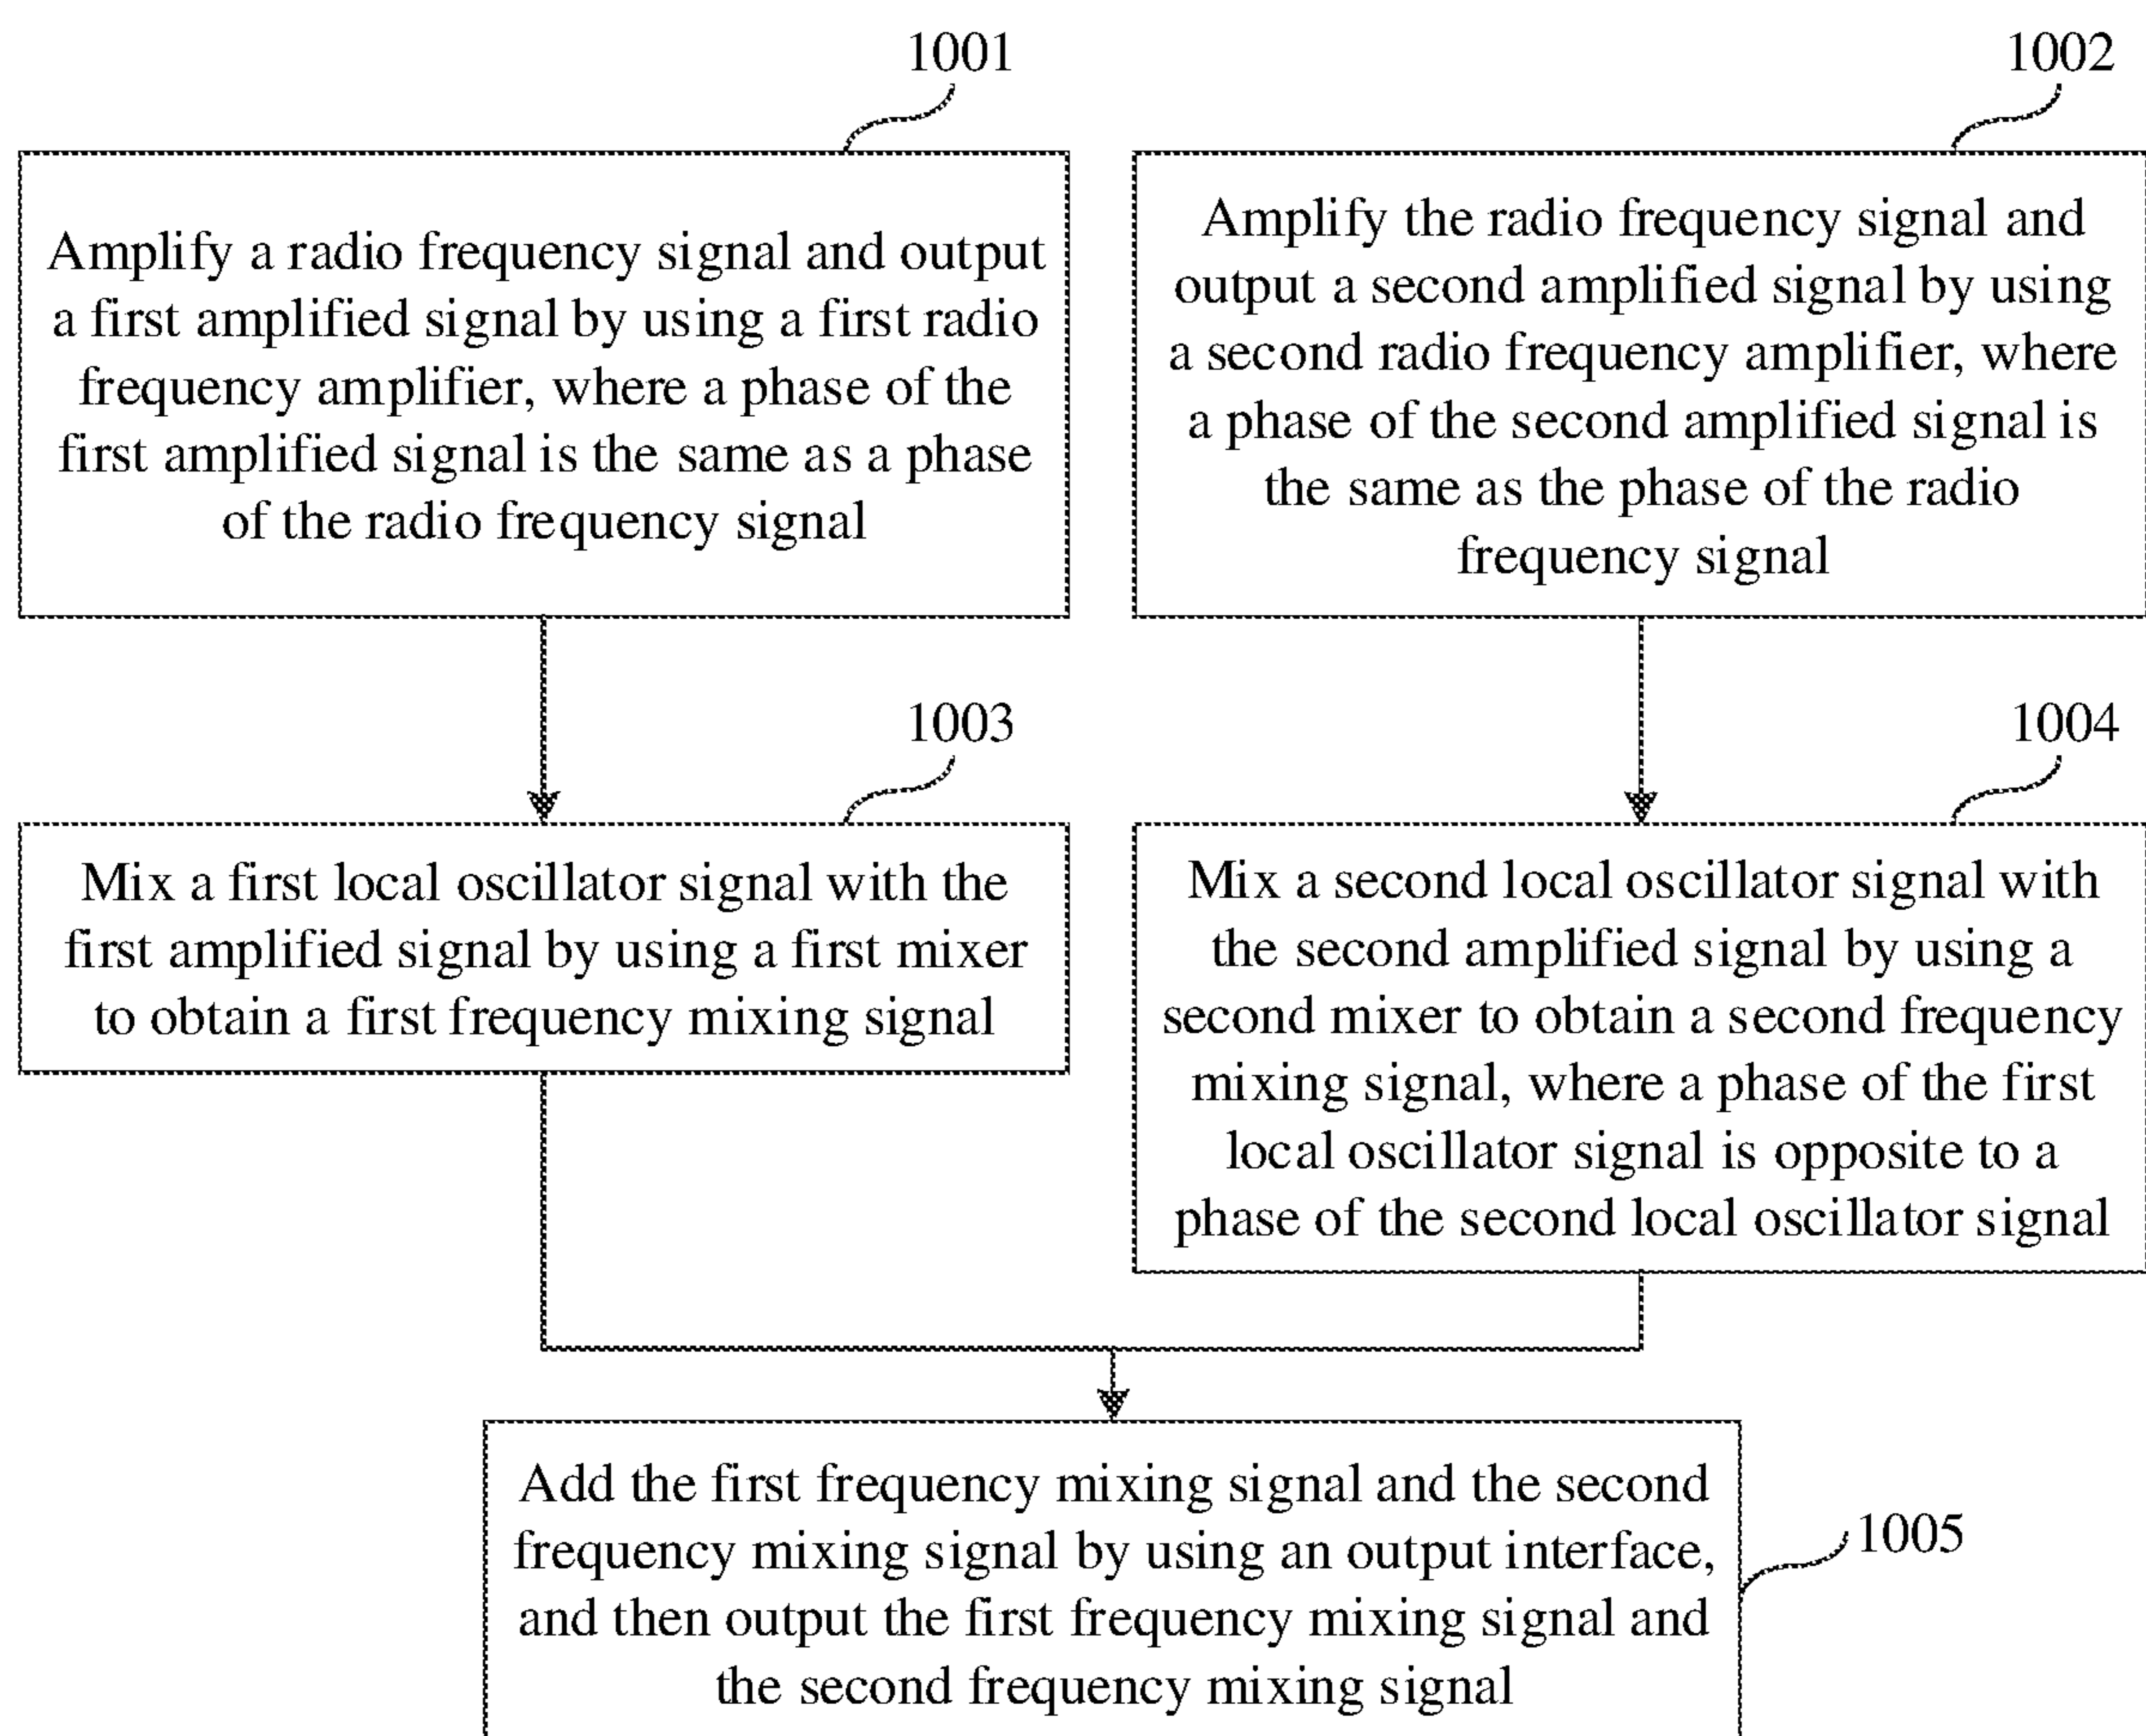 1001
Amplify a radio frequency signal and output
a first amplified signal by using a first radio
frequency amplifier, where a phase of the
first amplified signal is the same as a phase
of the radio frequency signal
1002
Amplify the radio frequency signal and
output a second amplified signal by using
a second radio frequency amplifier, where
a phase of the second amplified signal is
the same as the phase of the radio
frequency signal
1003
Mix a first local oscillator signal with the
first amplified signal by using a first mixer
to obtain a first frequency mixing signal
1004
Mix a second local oscillator signal with
the second amplified signal by using a
second mixer to obtain a second frequency
mixing signal, where a phase of the first
local oscillator signal is opposite to a
phase of the second local oscillator signal
Add the first frequency mixing signal and the second
frequency mixing signal by using an output interface,
and then output the first frequency mixing signal and
the second frequency mixing signal
1005